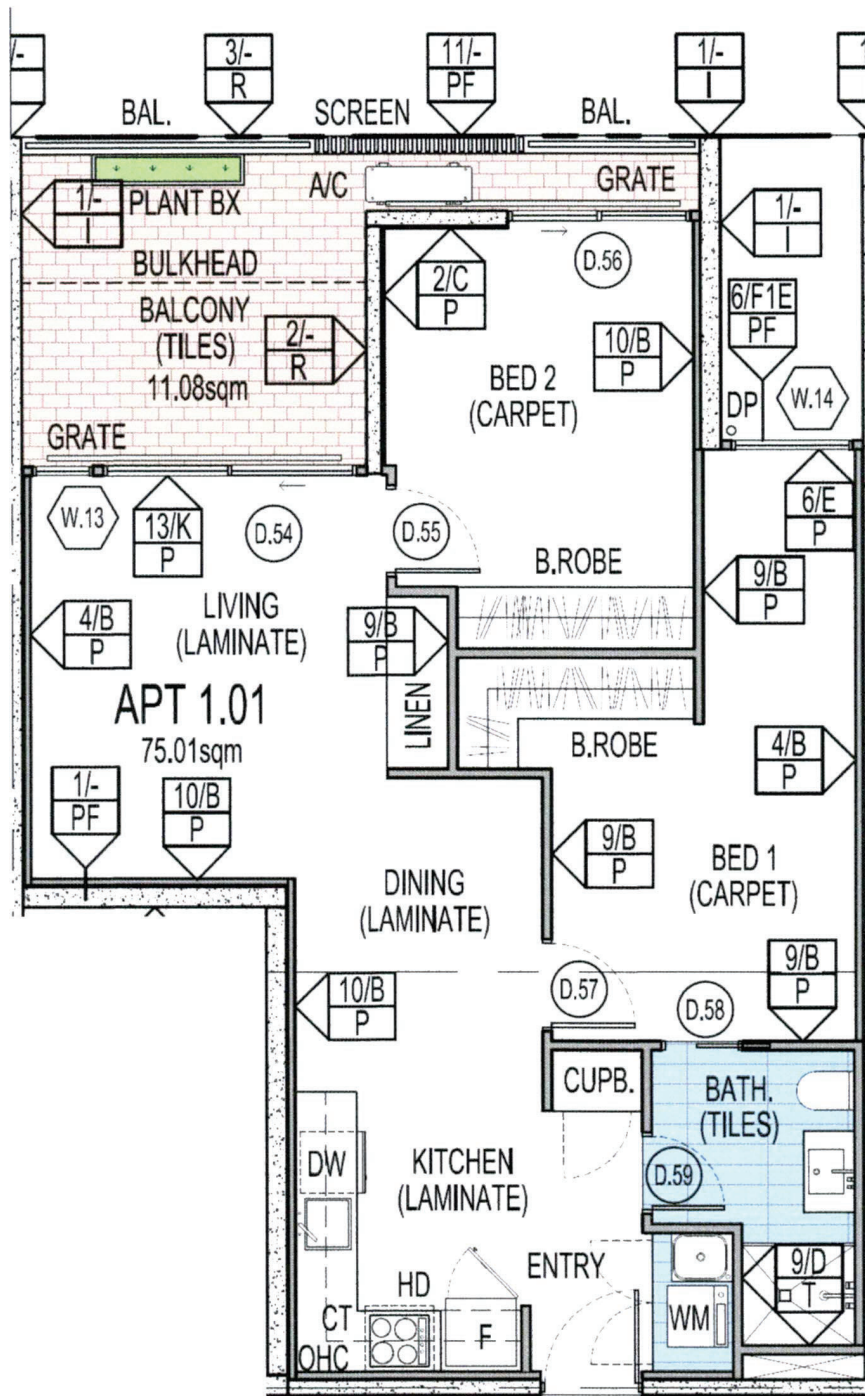 /-
3/-
R
11/-
PF
1/-
I
1
BAL.
SCREEN
BAL.
A/C
GRATE
1/-
I
PLANT BX
1/-
I
BULKHEAD
D.56
2/C
P
BALCONY
(TILES)
11.08sqm
2/-
R
10/B
P
6/F1E
PF
BED 2
(CARPET)
DP
W.14
GRATE
W.13
13/K
P
D.54
D.55
6/E
P
B.ROBE
9/B
P
4/B
P
LIVING
(LAMINATE)
9/B
P
APT 1.01
75.01sqm
LINEN
B.ROBE
4/B
P
1/-
PF
10/B
P
9/B
P
BED 1
(CARPET)
DINING
(LAMINATE)
10/B
P
D.57
D.58
9/B
P
CUPB.
BATH.
(TILES)
DW
KITCHEN
(LAMINATE)
D.59
ENTRY
9/D
T
HD
CT
F
WM
OHC